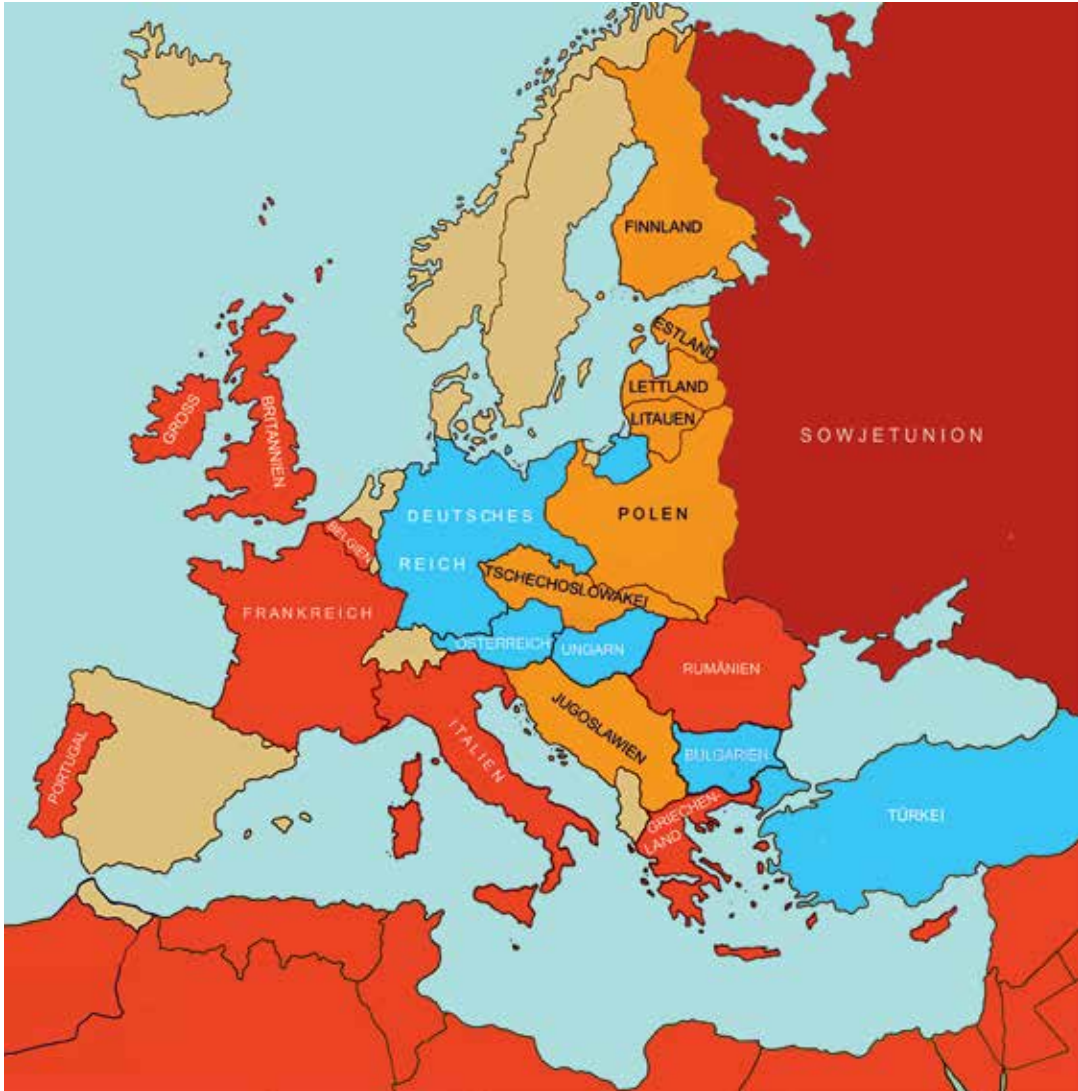 FINNLAND
ESTLAND
LETTLAND
LITAUEN
SOWJETUNION
GROSS
BRITANNIEN
DEUTSCHES
REICH
POLEN
BELGIEN
TSCHECHOSLOWAKEI
FRANKREICH
ÖSTERREICH
UNGARN
RUMÄNIEN
JUGOSLAWIEN
ITALIEN
PORTUGAL
BULGARIEN
GRIECHEN-
LAND
TÜRKEI